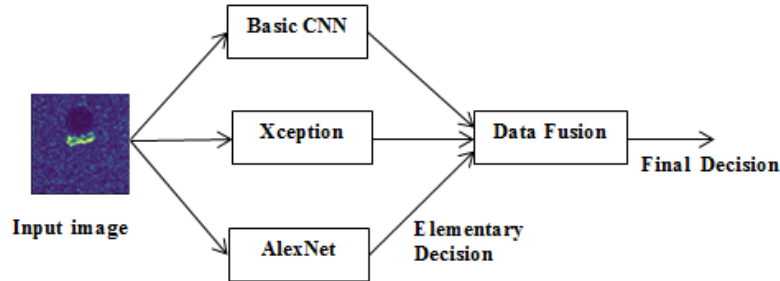 Basic CNN
Xception
Data Fusion
Final Decision
Input image
Elementary
Decision
AlexNet